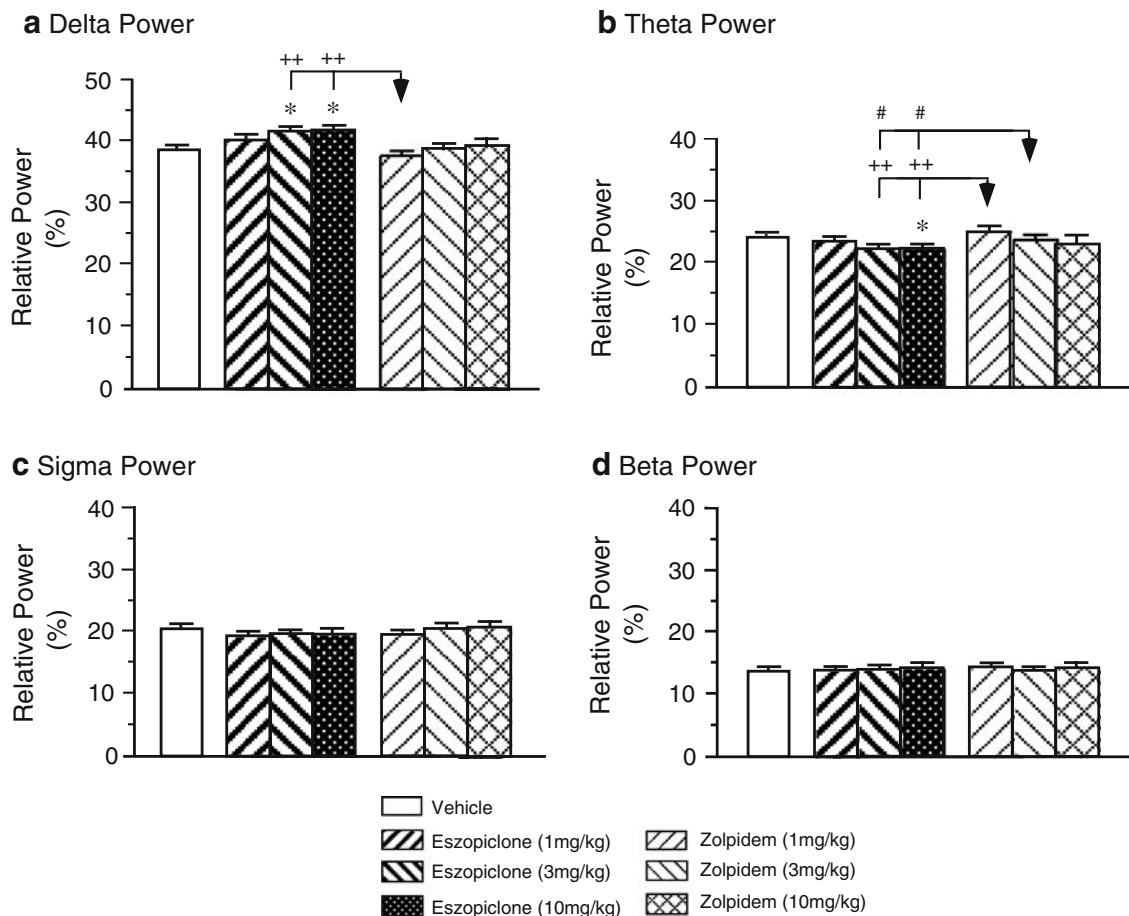 a Delta Power
++ ++
* *
50
40
30
20
10
0
Relative Power
(%)
b Theta Power
# #
++ ++
*
40
30
20
10
0
Relative Power
(%)
c Sigma Power
40
30
20
10
0
Relative Power
(%)
d Beta Power
40
30
20
10
0
Relative Power
(%)
Vehicle
Eszopiclone (1mg/kg)
Eszopiclone (3mg/kg)
Eszopiclone (10mg/kg)
Zolpidem (1mg/kg)
Zolpidem (3mg/kg)
Zolpidem (10mg/kg)